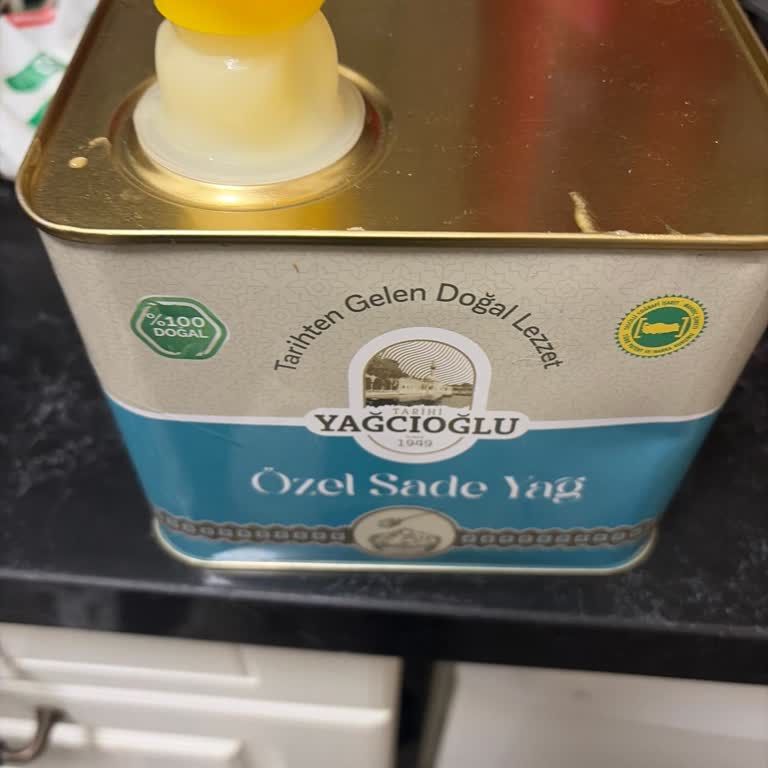 %100
DOĞAL
Tarihten Gelen Doğal Lezzet
TARİHİ
YAĞCIOĞLU
1949
Özel Sade Yağ